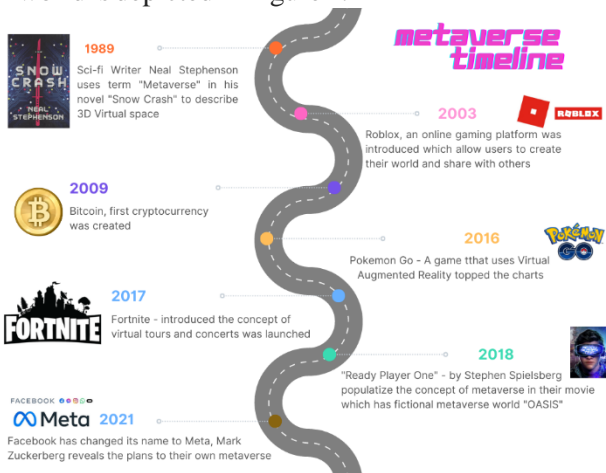 metaverse
timeline
1989
SNOW
CRASH
NEAL
STEPHENSON
Sci-fi Writer Neal Stephenson
uses term "Metaverse" in his
novel "Snow Crash" to describe
3D Virtual space
2003
ROBLOX
Roblox, an online gaming platform was
introduced which allow users to create
their world and share with others
2009
Bitcoin, first cryptocurrency
was created
2016
POKÉMON
GO
Pokemon Go - A game tthat uses Virtual
Augmented Reality topped the charts
2017
FORTNITE
Fortnite - introduced the concept of
virtual tours and concerts was launched
2018
"Ready Player One" - by Stephen Spielsberg
populatize the concept of metaverse in their movie
which has fictional metaverse world "OASIS"
FACEBOOK
Meta 2021
Facebook has changed its name to Meta, Mark
Zuckerberg reveals the plans to their own metaverse